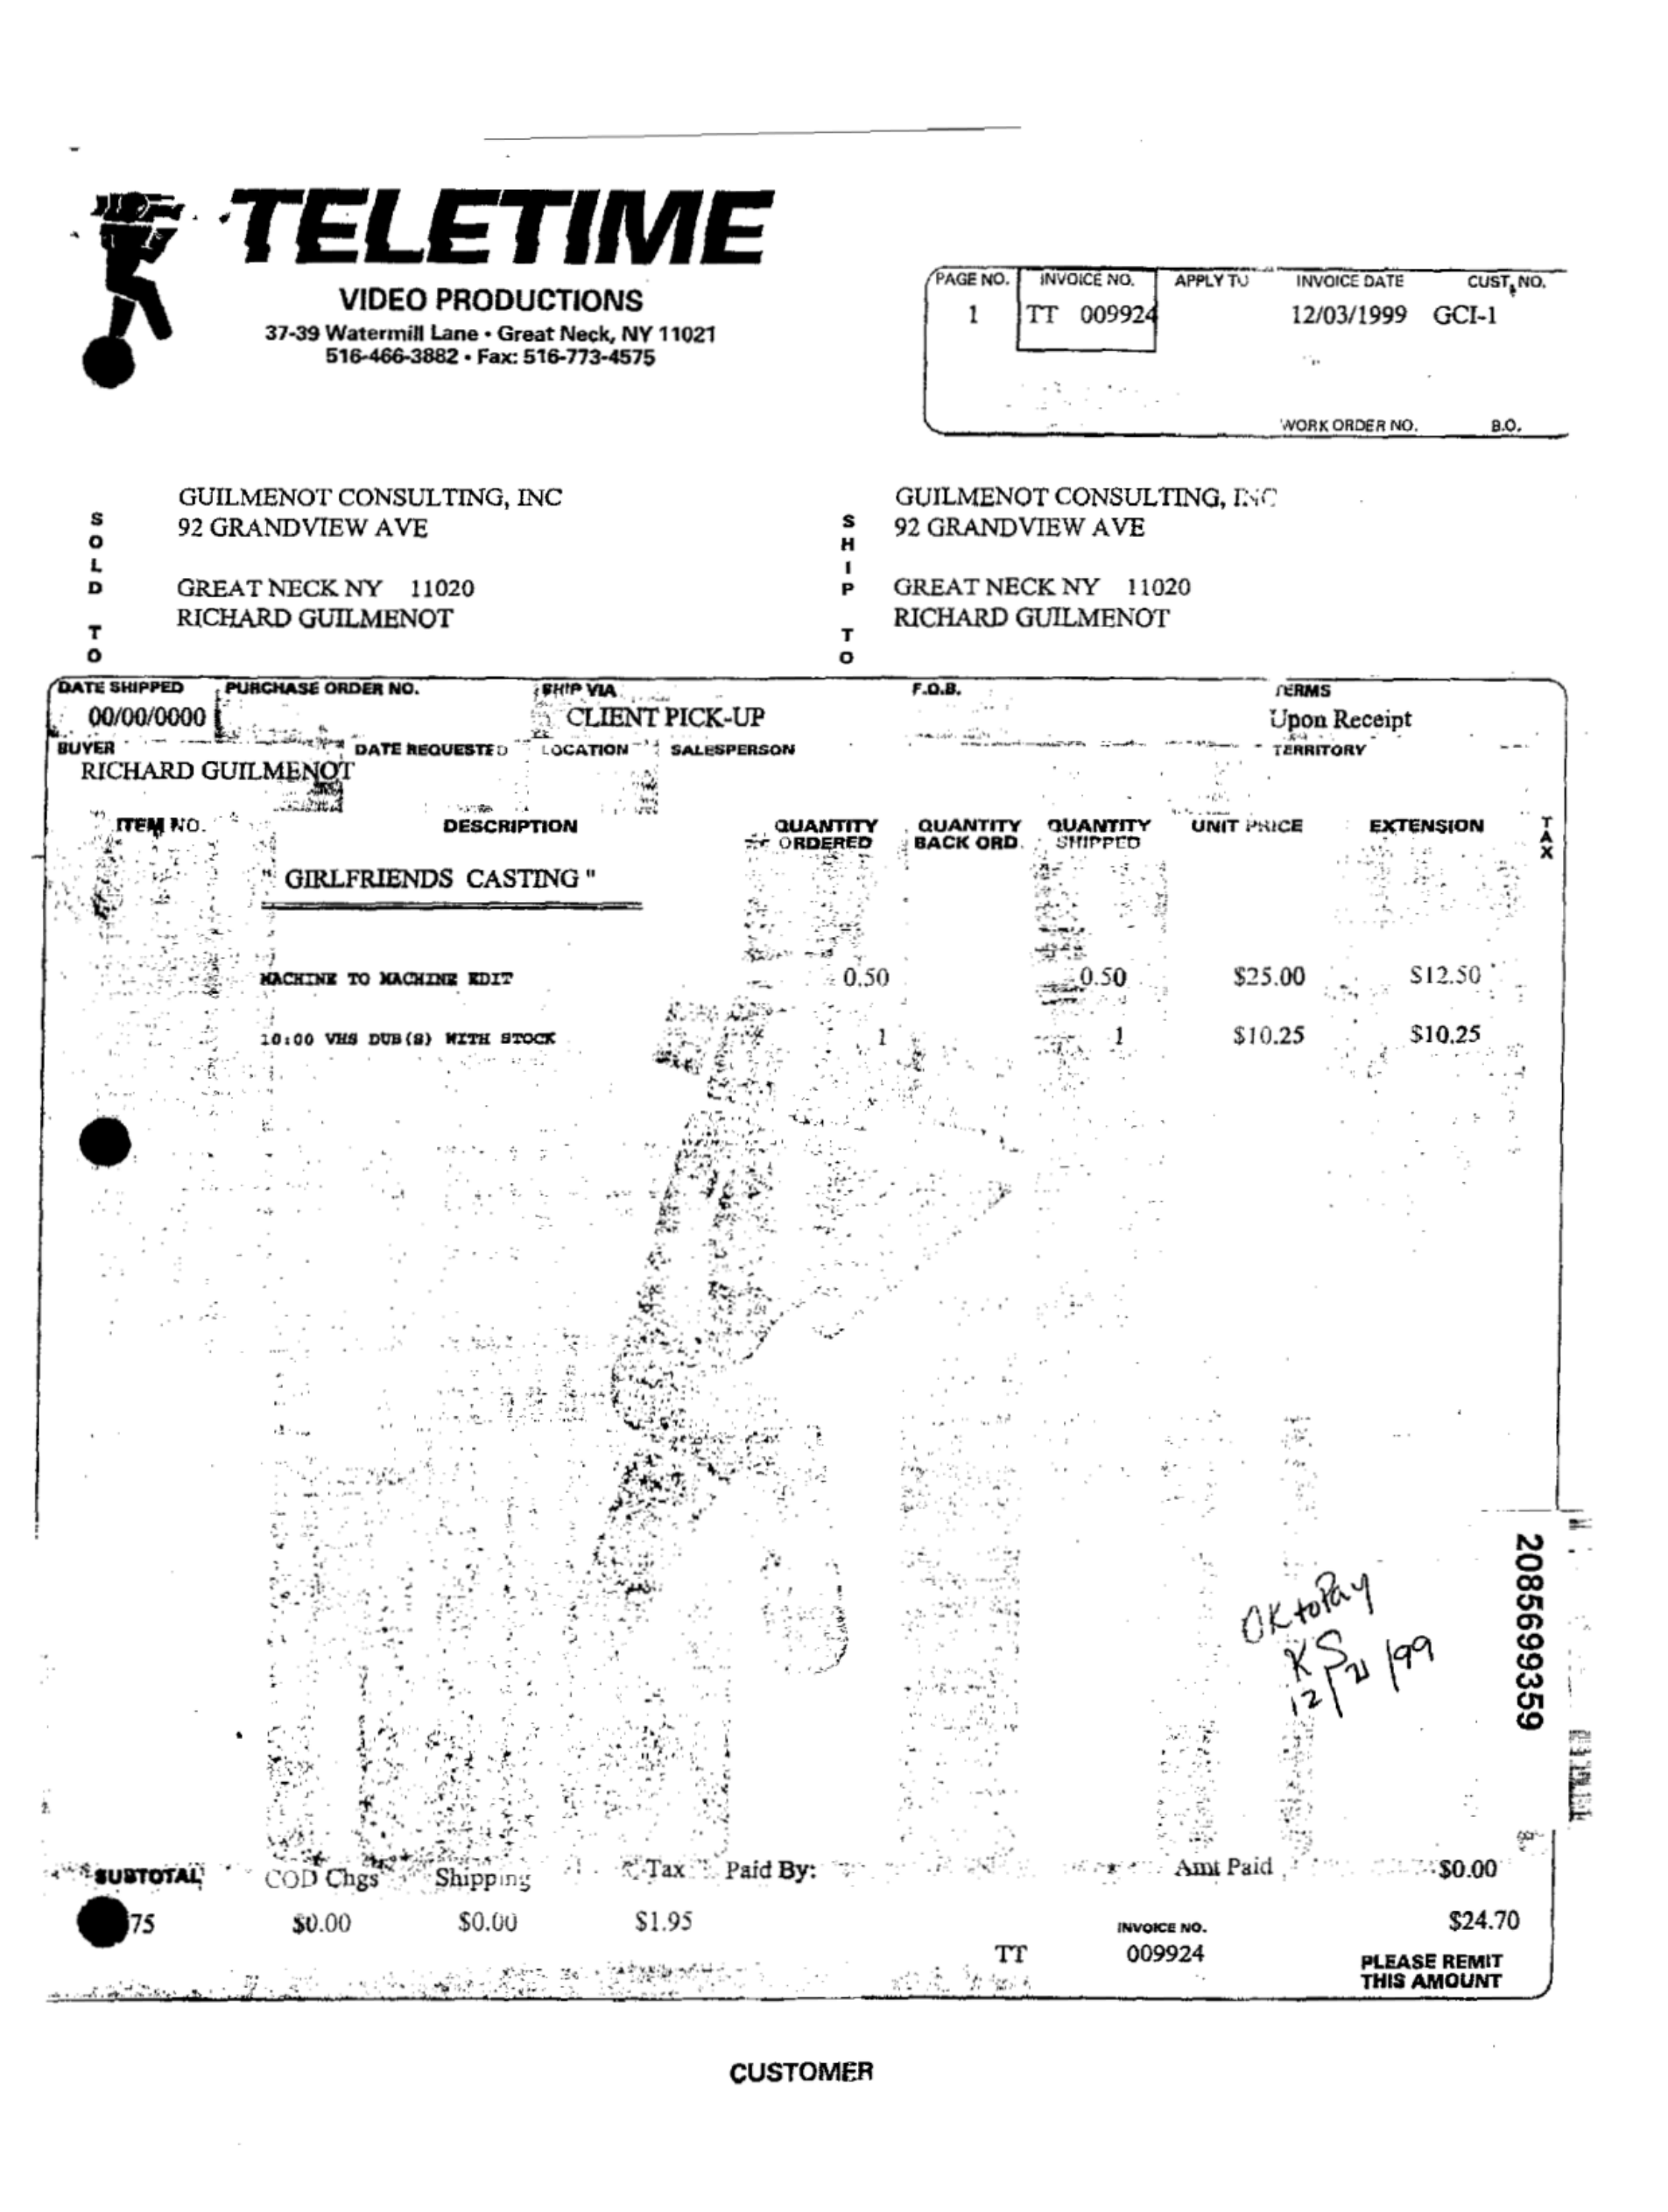 TELETIME
VIDEO PRODUCTIONS
37-39 Watermill Lane • Great Neck, NY 11021
516-466-3882 • Fax: 516-773-4575
PAGE NO. INVOICE NO. APPLY TO INVOICE DATE CUST. NO.
1 TT 009924 12/03/1999 GCI-1
WORK ORDER NO. B.O.
SOLD TO
GUILMENOT CONSULTING, INC
92 GRANDVIEW AVE
GREAT NECK NY 11020
RICHARD GUILMENOT
SHIP TO
GUILMENOT CONSULTING, INC
92 GRANDVIEW AVE
GREAT NECK NY 11020
RICHARD GUILMENOT
DATE SHIPPED PURCHASE ORDER NO. SHIP VIA F.O.B. TERMS
00/00/0000 CLIENT PICK-UP Upon Receipt
BUYER DATE REQUESTED LOCATION SALESPERSON TERRITORY
RICHARD GUILMENOT
ITEM NO. DESCRIPTION QUANTITY ORDERED QUANTITY BACK ORD. QUANTITY SHIPPED UNIT PRICE EXTENSION TAX
" GIRLFRIENDS CASTING "
MACHINE TO MACHINE EDIT 0.50 0.50 $25.00 $12.50
10:00 VHS DUB(S) WITH STOCK 1 1 $10.25 $10.25
OK to Pay
KS
12/21/99
2085699359
SUBTOTAL COD Chgs Shipping Tax Paid By: Amt Paid $0.00
75 $0.00 $0.00 $1.95 INVOICE NO. $24.70
TT 009924 PLEASE REMIT
THIS AMOUNT
CUSTOMER